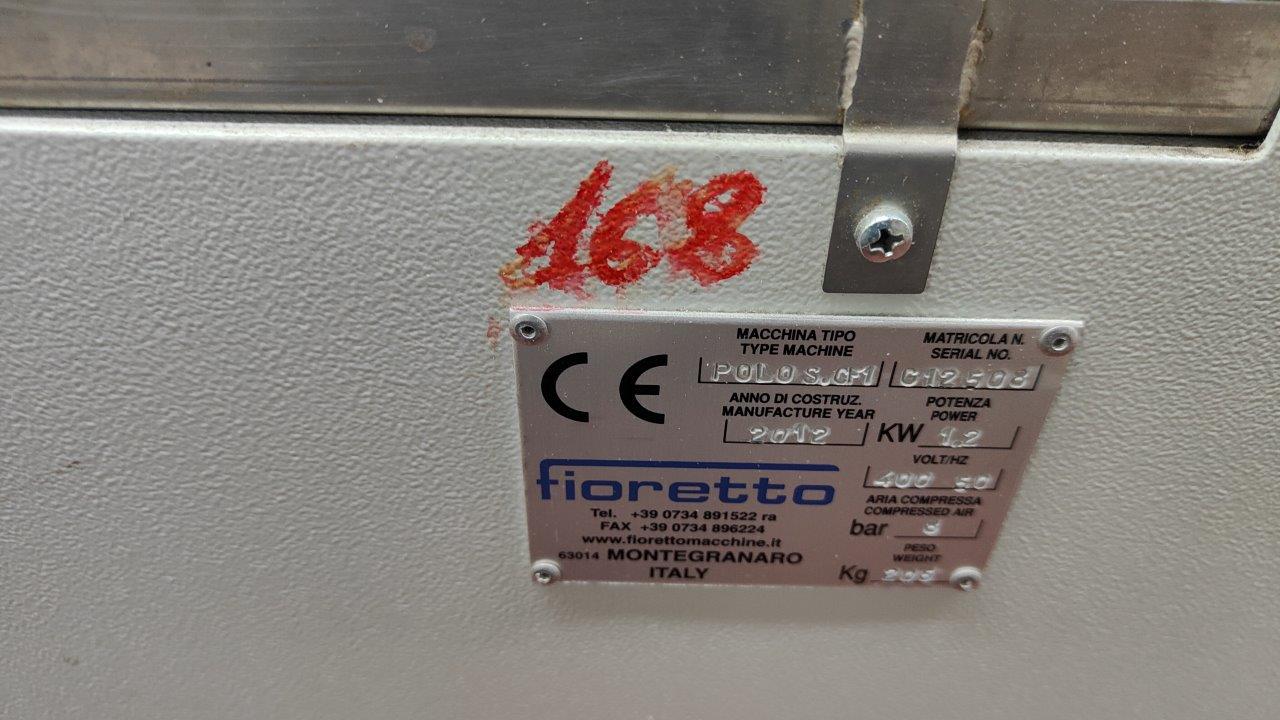 168
CE
MACCHINA TIPO
TYPE MACHINE
POLO S.CF1
MATRICOLA N.
SERIAL NO.
C12508
ANNO DI COSTRUZ.
MANUFACTURE YEAR
2012
POTENZA
POWER
KW 1,2
VOLT/HZ
400 50
fioretto
Tel. +39 0734 891522 ra
FAX +39 0734 896224
www.fiorettomacchine.it
63014 MONTEGRANARO
ITALY
ARIA COMPRESSA
COMPRESSED AIR
bar
PESO
WEIGHT
Kg 205